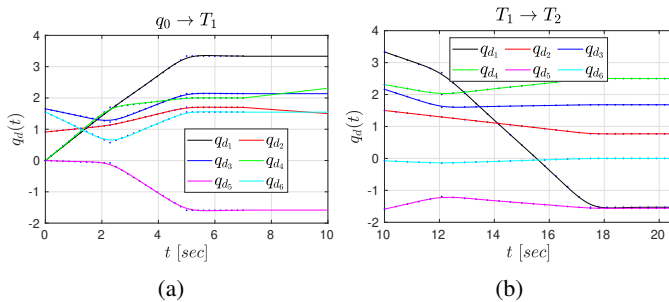 q0 → T1
4
3
2
1
0
-1
-2
qd(t)
qd1 qd2
qd3 qd4
qd5 qd6
0 2 4 6 8 10
t [sec]
(a)
T1 → T2
4
3
2
1
0
-1
-2
qd(t)
qd1 qd2 qd3
qd4 qd5 qd6
10 12 14 16 18 20
t [sec]
(b)